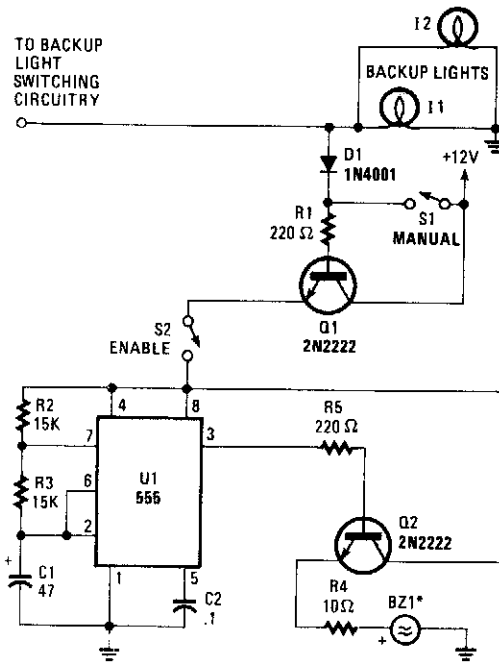 I2
TO BACKUP
LIGHT
SWITCHING
CIRCUITRY
BACKUP LIGHTS
I1
D1
1N4001
+12V
R1
220 Ω
S1
MANUAL
Q1
2N2222
S2
ENABLE
R2
15K
4
8
R5
220 Ω
7
3
R3
15K
6
U1
555
2
Q2
2N2222
+
C1
47
1
5
C2
.1
R4
10Ω
BZ1*
+